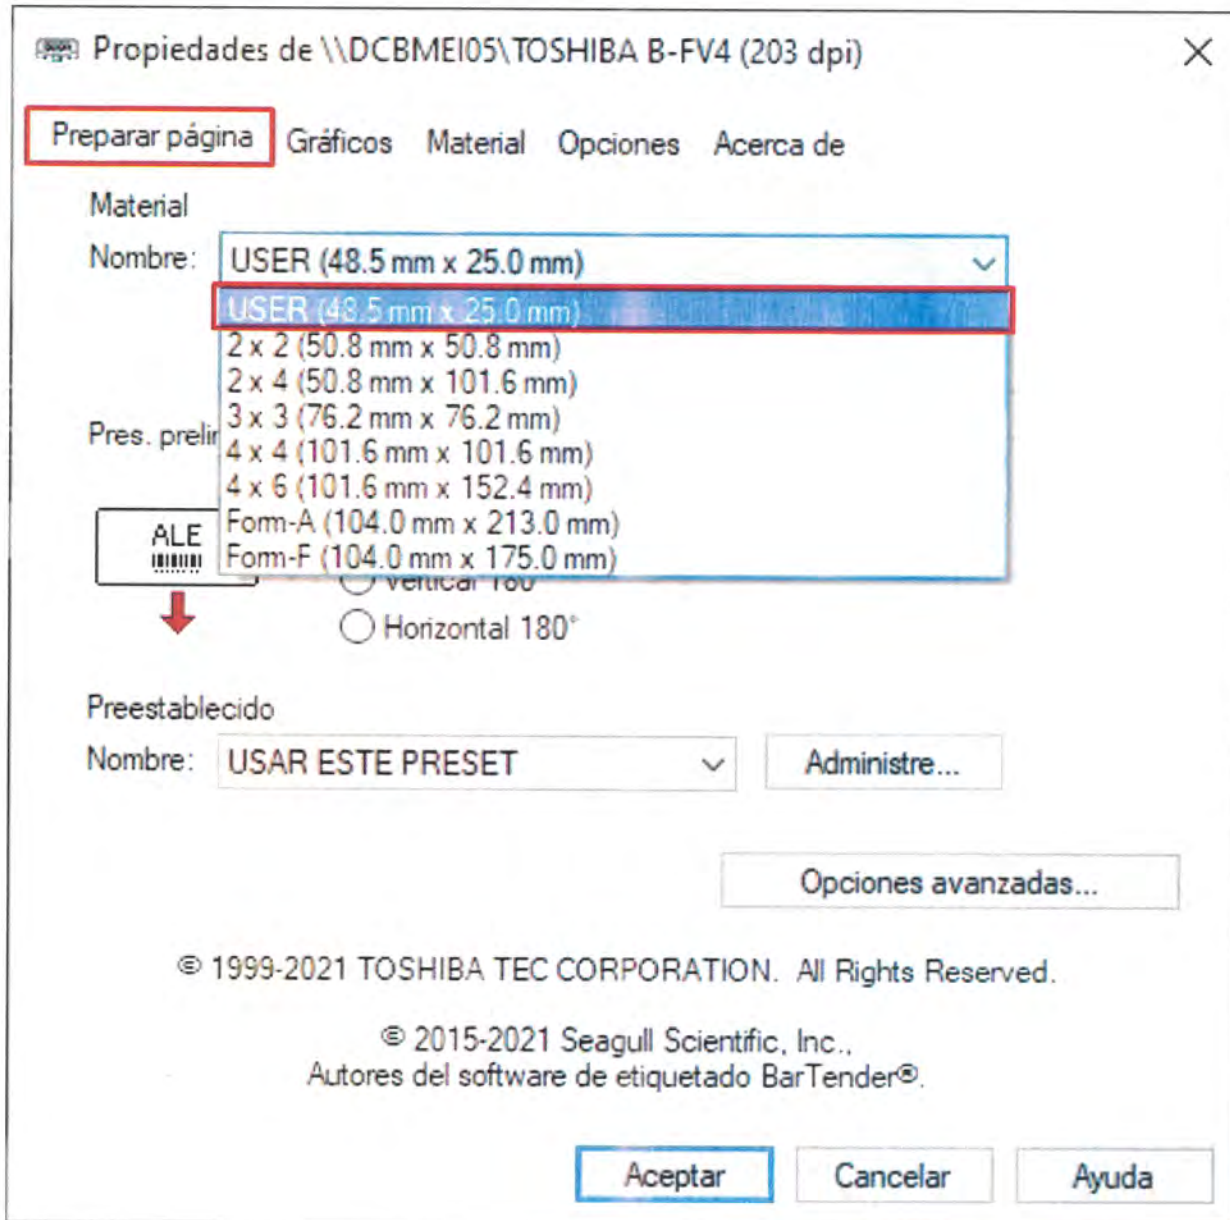 Propiedades de \\DCBMEI05\TOSHIBA B-FV4 (203 dpi)
Preparar página Gráficos Material Opciones Acerca de
Material
Nombre: USER (48.5 mm x 25.0 mm)
USER (48.5 mm x 25.0 mm)
2 x 2 (50.8 mm x 50.8 mm)
2 x 4 (50.8 mm x 101.6 mm)
3 x 3 (76.2 mm x 76.2 mm)
Pres. prelir
4 x 4 (101.6 mm x 101.6 mm)
4 x 6 (101.6 mm x 152.4 mm)
Form-A (104.0 mm x 213.0 mm)
ALE
Form-F (104.0 mm x 175.0 mm)
Vertical 180°
Horizontal 180°
Preestablecido
Nombre: USAR ESTE PRESET Administre...
Opciones avanzadas...
© 1999-2021 TOSHIBA TEC CORPORATION. All Rights Reserved.
© 2015-2021 Seagull Scientific, Inc.,
Autores del software de etiquetado BarTender®.
Aceptar Cancelar Ayuda